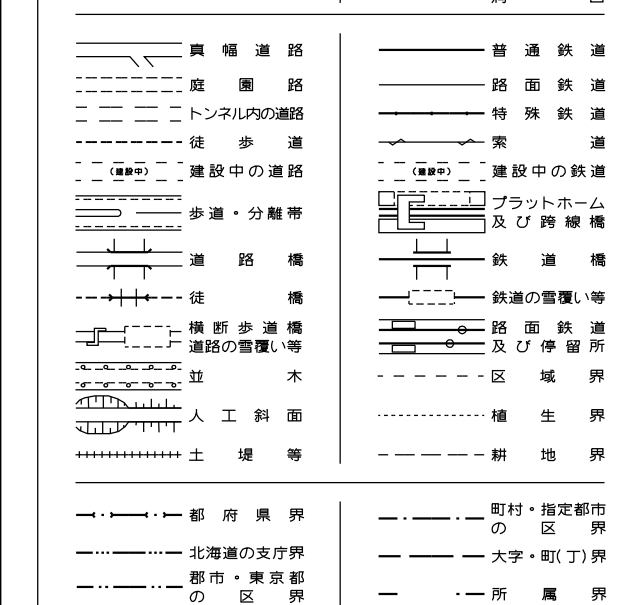 真幅道路
庭園路
トンネル内の道路
徒歩道
(建設中) 建設中の道路
歩道・分離帯
道路橋
徒橋
横断歩道橋
道路の雪覆い等
並木
人工斜面
土堤等
普通鉄道
路面鉄道
特殊鉄道
索道
(建設中) 建設中の鉄道
プラットホーム
及び跨線橋
鉄道橋
鉄道の雪覆い等
路面鉄道
及び停留所
区域界
植生界
耕地界
都府県界
北海道の支庁界
郡市・東京都
の区界
町村・指定都市
の区界
大字・町(丁)界
所属界